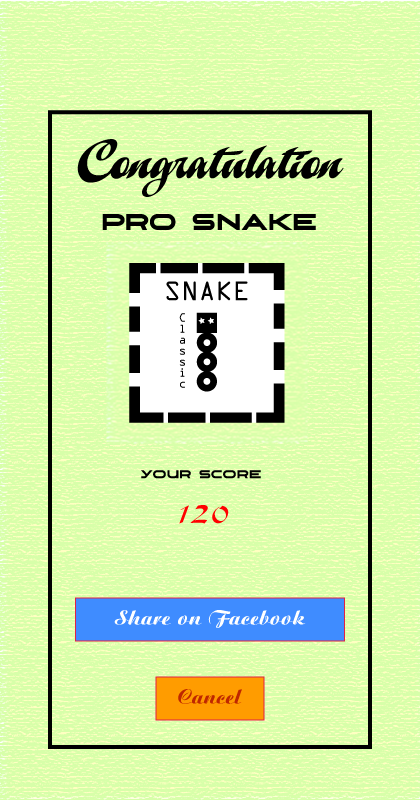 Congratulation
PRO SNAKE
SNAKE
Classic
YOUR SCORE
120
Share on Facebook
Cancel